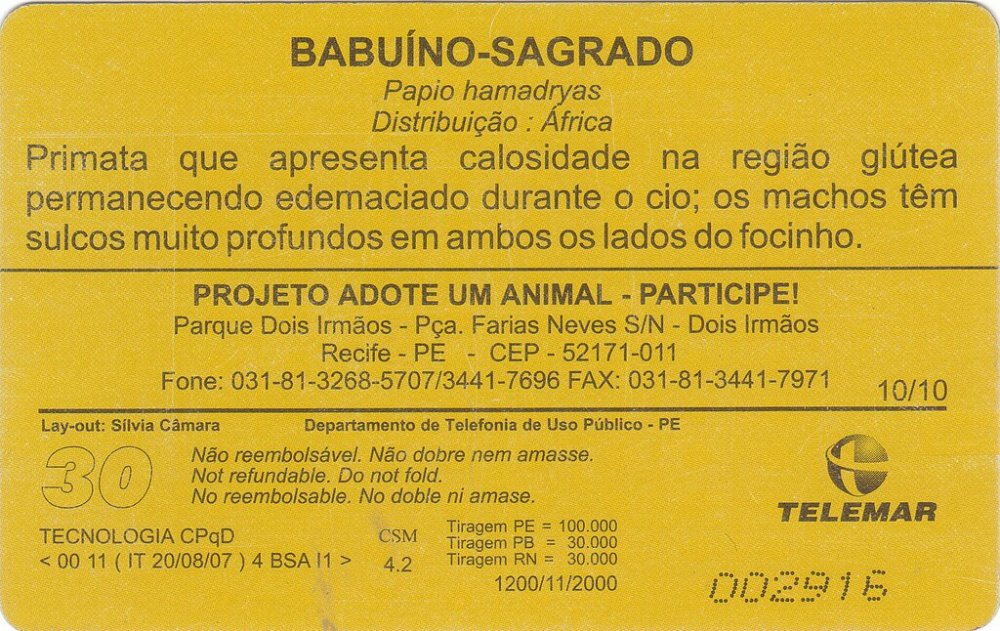 BABUÍNO-SAGRADO
Papio hamadryas
Distribuição : África
Primata que apresenta calosidade na região glútea
permanecendo edemaciado durante o cio; os machos têm
sulcos muito profundos em ambos os lados do focinho.
PROJETO ADOTE UM ANIMAL - PARTICIPE!
Parque Dois Irmãos - Pça. Farias Neves S/N - Dois Irmãos
Recife - PE - CEP - 52171-011
Fone: 031-81-3268-5707/3441-7696 FAX: 031-81-3441-7971
10/10
Lay-out: Sílvia Câmara Departamento de Telefonia de Uso Público - PE
30
Não reembolsável. Não dobre nem amasse.
Not refundable. Do not fold.
No reembolsable. No doble ni amase.
TELEMAR
TECNOLOGIA CPqD
< 00 11 ( IT 20/08/07 ) 4 BSA I1 >
CSM
4.2
Tiragem PE = 100.000
Tiragem PB = 30.000
Tiragem RN = 30.000
1200/11/2000
002916